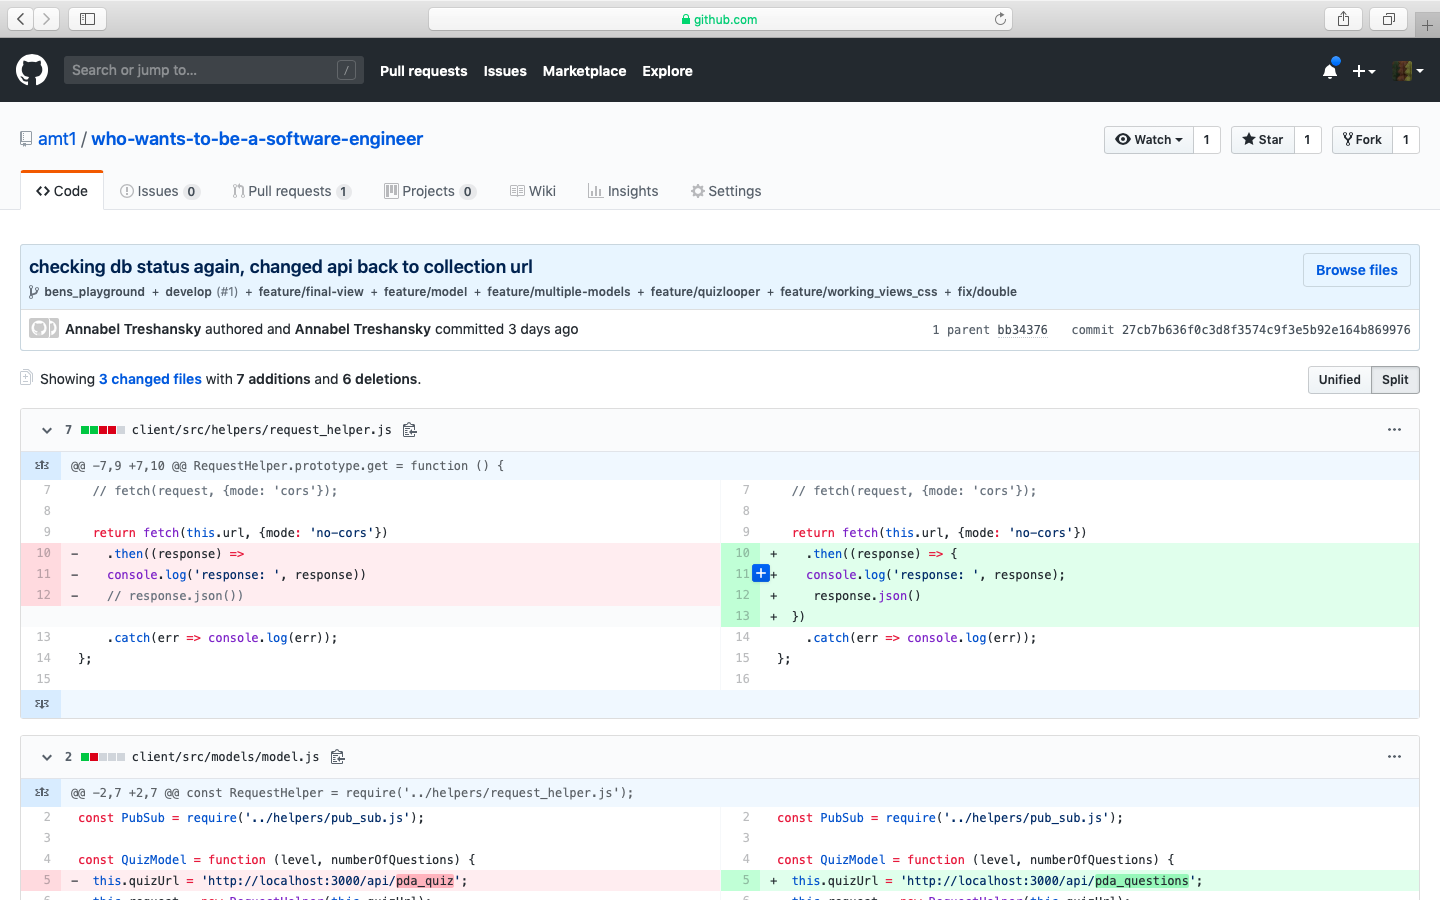 github.com
Search or jump to... /
Pull requests Issues Marketplace Explore
amt1 / who-wants-to-be-a-software-engineer
Watch 1 Star 1 Fork 1
Code Issues 0 Pull requests 1 Projects 0 Wiki Insights Settings
checking db status again, changed api back to collection url
Browse files
bens_playground + develop (#1) + feature/final-view + feature/model + feature/multiple-models + feature/quizlooper + feature/working_views_css + fix/double
Annabel Treshansky authored and Annabel Treshansky committed 3 days ago
1 parent bb34376 commit 27cb7b636f0c3d8f3574c9f3e5b92e164b869976
Showing 3 changed files with 7 additions and 6 deletions.
Unified Split
7 client/src/helpers/request_helper.js
@@ -7,9 +7,10 @@ RequestHelper.prototype.get = function () {
7 // fetch(request, {mode: 'cors'}); 7 // fetch(request, {mode: 'cors'});
8 8
9 return fetch(this.url, {mode: 'no-cors'}) 9 return fetch(this.url, {mode: 'no-cors'})
10 - .then((response) => 10 + .then((response) => {
11 - console.log('response: ', response)) 11 + console.log('response: ', response);
12 - // response.json()) 12 + response.json()
13 + })
13 .catch(err => console.log(err)); 14 .catch(err => console.log(err));
14 }; 15 };
15 16
2 client/src/models/model.js
@@ -2,7 +2,7 @@ const RequestHelper = require('../helpers/request_helper.js');
2 const PubSub = require('../helpers/pub_sub.js'); 2 const PubSub = require('../helpers/pub_sub.js');
3 3
4 const QuizModel = function (level, numberOfQuestions) { 4 const QuizModel = function (level, numberOfQuestions) {
5 - this.quizUrl = 'http://localhost:3000/api/pda_quiz'; 5 + this.quizUrl = 'http://localhost:3000/api/pda_questions';